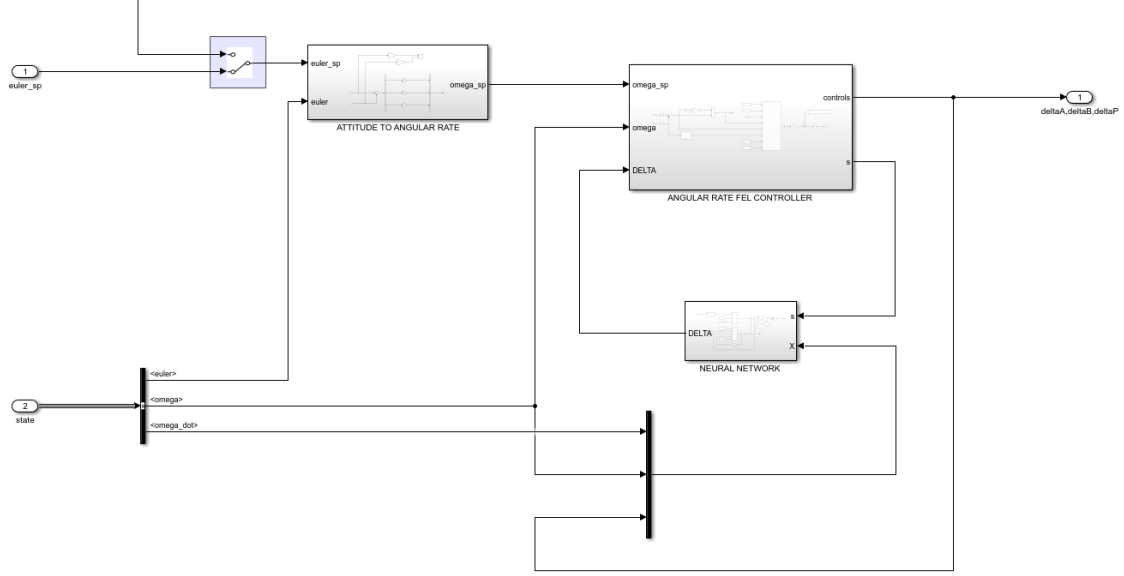 1
euler_sp
euler_sp
euler
omega_sp
ATTITUDE TO ANGULAR RATE
omega_sp
omega
DELTA
controls
s
ANGULAR RATE FEL CONTROLLER
1
deltaA,deltaB,deltaP
DELTA
s
X
NEURAL NETWORK
2
state
<euler>
<omega>
<omega_dot>